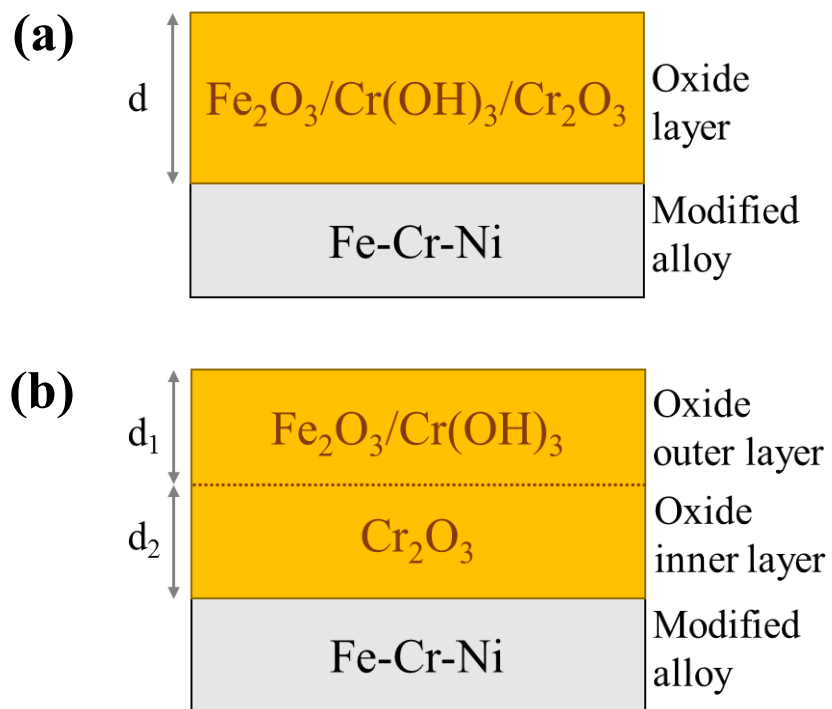 (a)
d
Fe₂O₃/Cr(OH)₃/Cr₂O₃
Oxide
layer
Fe-Cr-Ni
Modified
alloy
(b)
d₁
Fe₂O₃/Cr(OH)₃
Oxide
outer layer
d₂
Cr₂O₃
Oxide
inner layer
Fe-Cr-Ni
Modified
alloy